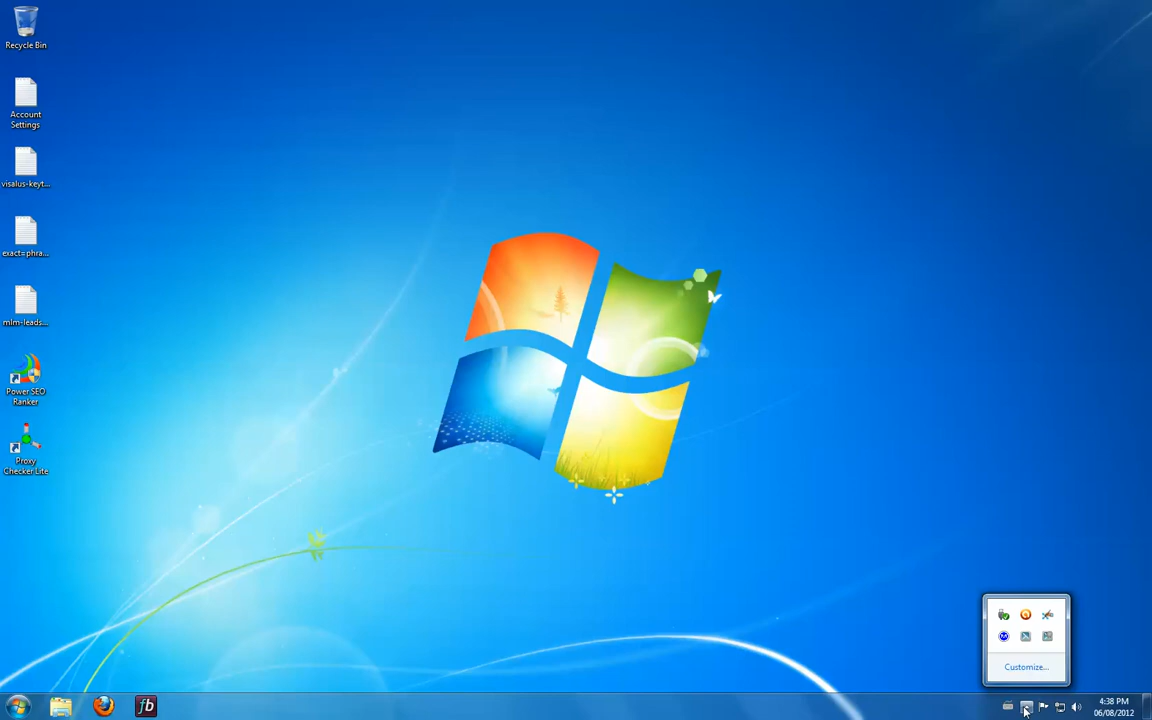 Recycle Bin
Account
Settings
visalus-keyt...
exact=phra...
mlm-leads...
Power SEO
Ranker
Proxy
Checker Lite
Customize...
fb
4:38 PM
06/08/2012